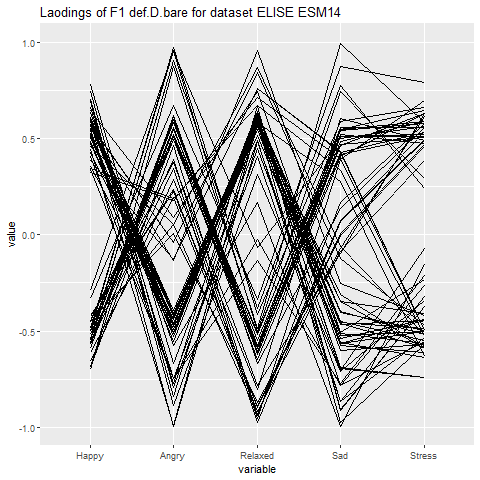 Laodings of F1 def.D.bare for dataset ELISE ESM14
1.0
0.5
0.0
-0.5
-1.0
value
Happy Angry Relaxed Sad Stress
variable